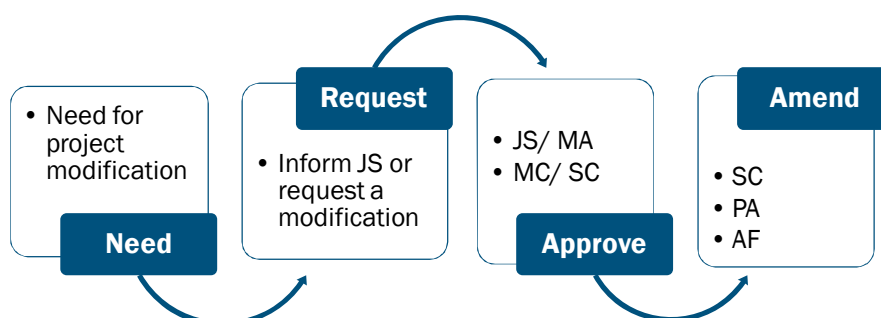 • Need for
project
modification
Need
Request
• Inform JS or
request a
modification
• JS/ MA
• MC/ SC
Approve
Amend
• SC
• PA
• AF